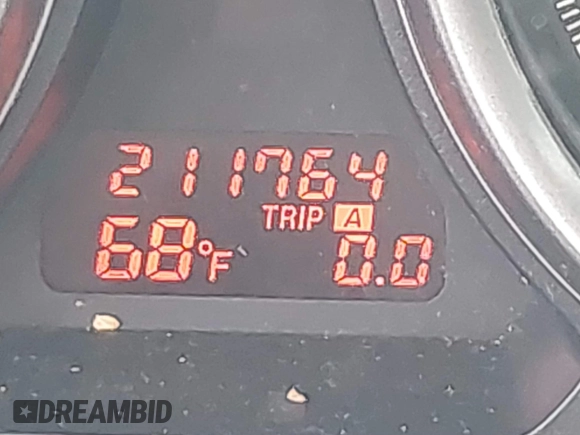 211764
TRIP A
68°F 0.0
DREAMBID